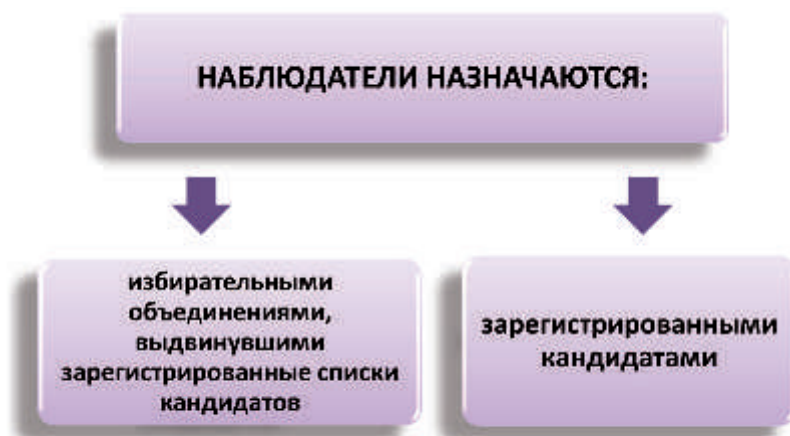 НАБЛЮДАТЕЛИ НАЗНАЧАЮТСЯ:
избирательными
объединениями,
выдвинувшими
зарегистрированные списки
кандидатов
зарегистрированными
кандидатами